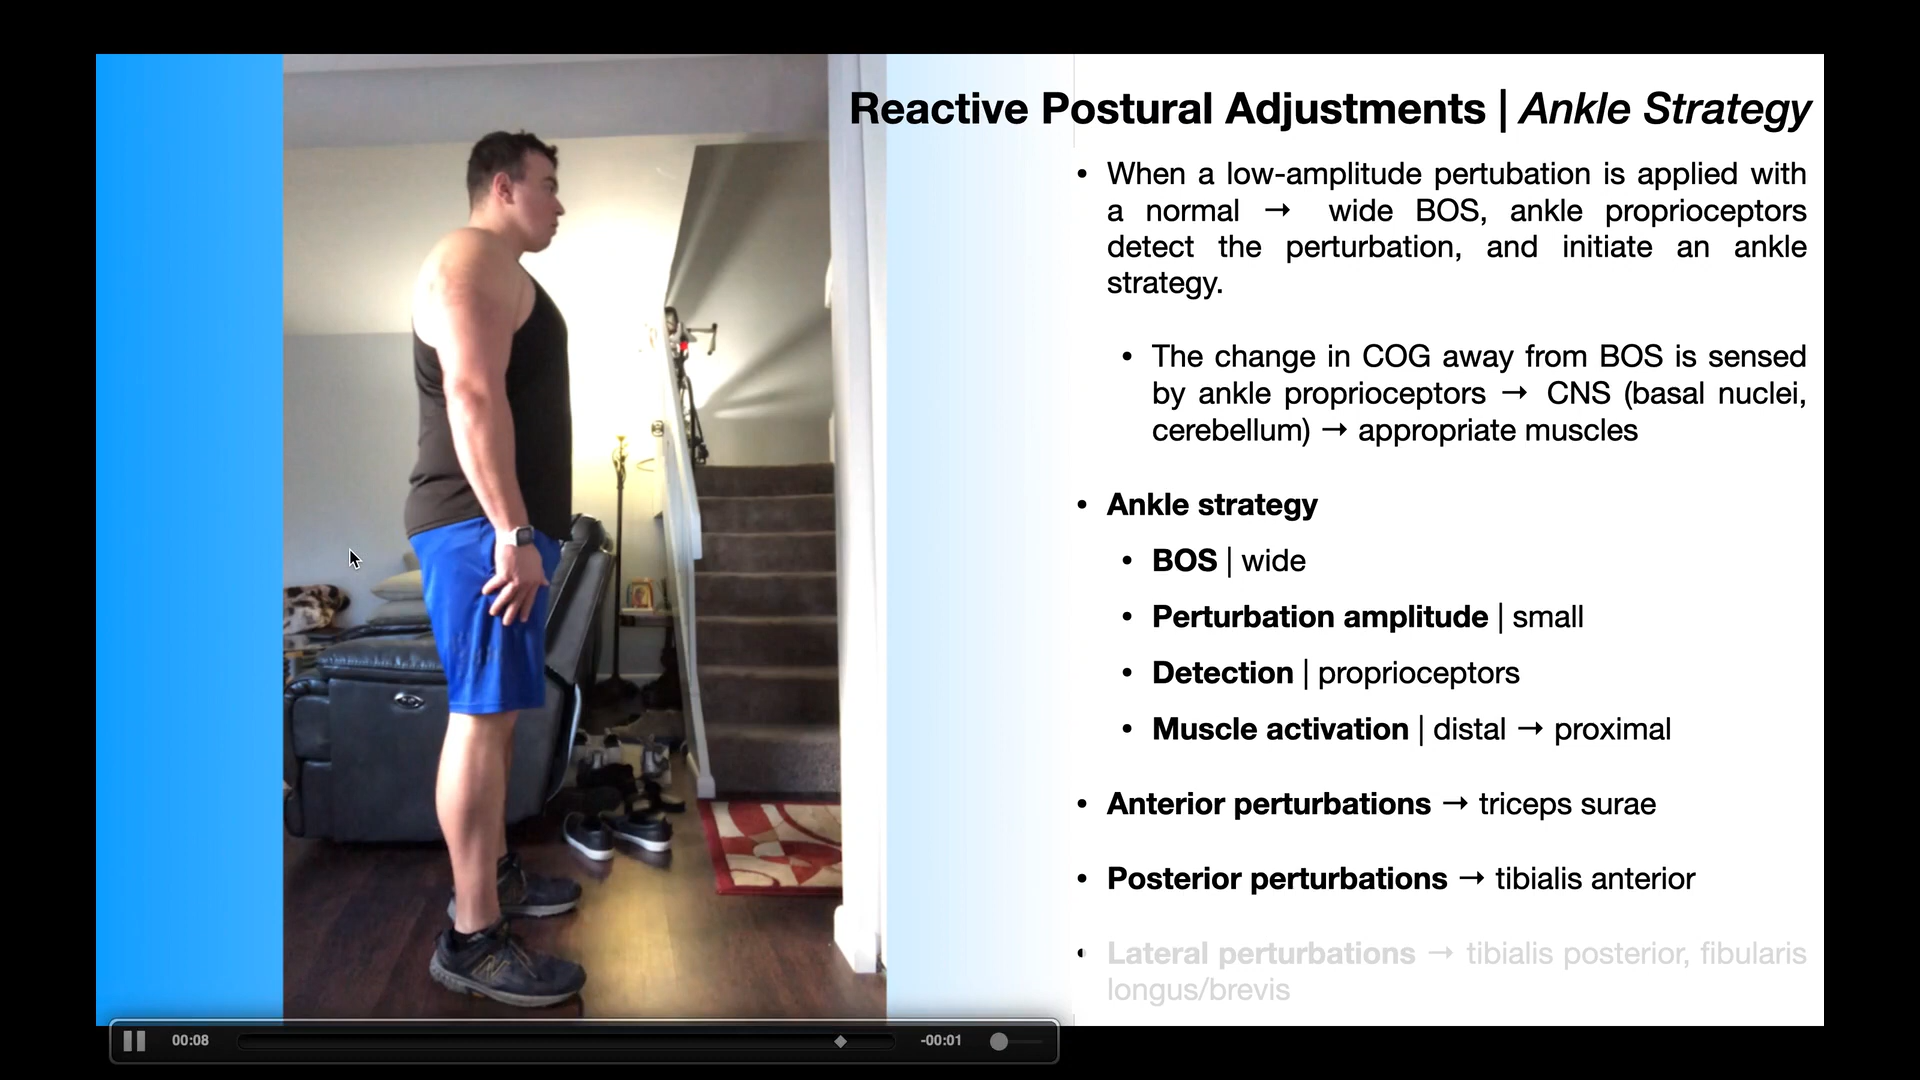 Reactive Postural Adjustments | Ankle Strategy
• When a low-amplitude pertubation is applied with
a normal → wide BOS, ankle proprioceptors
detect the perturbation, and initiate an ankle
strategy.
• The change in COG away from BOS is sensed
by ankle proprioceptors → CNS (basal nuclei,
cerebellum) → appropriate muscles
• Ankle strategy
• BOS | wide
• Perturbation amplitude | small
• Detection | proprioceptors
• Muscle activation | distal → proximal
• Anterior perturbations → triceps surae
• Posterior perturbations → tibialis anterior
• Lateral perturbations → tibialis posterior, fibularis
longus/brevis
00:08 -00:01